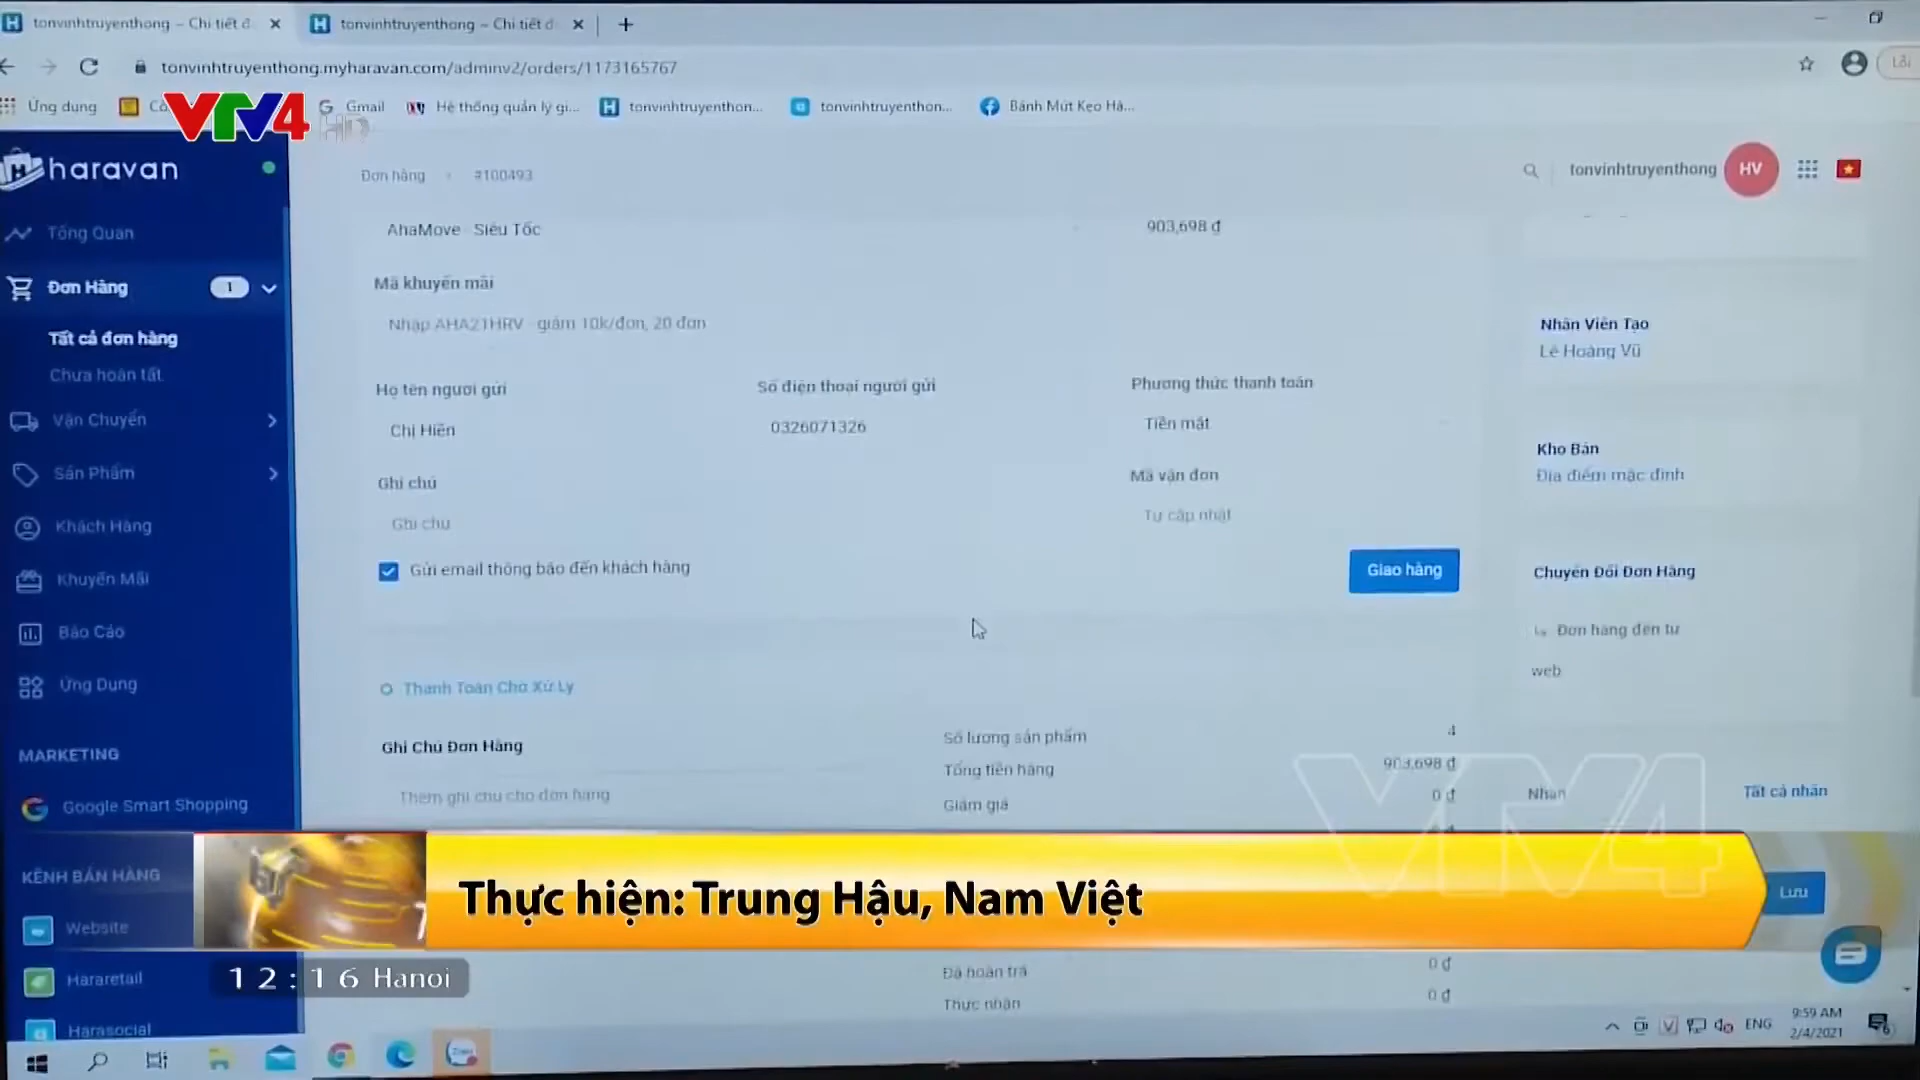 tonvinhtruyenthong – Chi tiết đ
tonvinhtruyenthong – Chi tiết đ
tonvinhtruyenthong.myharavan.com/adminv2/orders/1173165767
Lỗi
Ứng dụng
Gmail
Hệ thống quản lý gi...
tonvinhtruyenthon...
tonvinhtruyenthon...
Bánh Mứt Kẹo Hà...
VTV4
HD
haravan
Đơn hàng
#100493
tonvinhtruyenthong
HV
AhaMove Siêu Tốc
903,698 ₫
Tổng Quan
Đơn Hàng
1
Tất cả đơn hàng
Chưa hoàn tất
Vận Chuyển
Sản Phẩm
Khách Hàng
Khuyến Mãi
Báo Cáo
Ứng Dụng
MARKETING
Google Smart Shopping
KÊNH BÁN HÀNG
Website
Hararetail
Harasocial
Mã khuyến mãi
Nhập AHA21HRV giảm 10k/đơn, 20 đơn
Họ tên người gửi
Số điện thoại người gửi
Phương thức thanh toán
Chị Hiền
0326071326
Tiền mặt
Ghi chú
Mã vận đơn
Ghi chú
Tự cập nhật
Gửi email thông báo đến khách hàng
Giao hàng
Nhân Viên Tạo
Lê Hoàng Vũ
Kho Bán
Địa điểm mặc định
Chuyển Đổi Đơn Hàng
Đơn hàng đến từ
web
Thanh Toán Chờ Xử Lý
Ghi Chú Đơn Hàng
Thêm ghi chú cho đơn hàng
Số lượng sản phẩm
4
Tổng tiền hàng
903,698 ₫
Giảm giá
0 ₫
Nhãn
Tất cả nhãn
VTV4
Thực hiện: Trung Hậu, Nam Việt
Lưu
12:16 Hanoi
Đã hoàn trả
0 ₫
Thực nhận
0 ₫
ENG
9:59 AM
2/4/2021